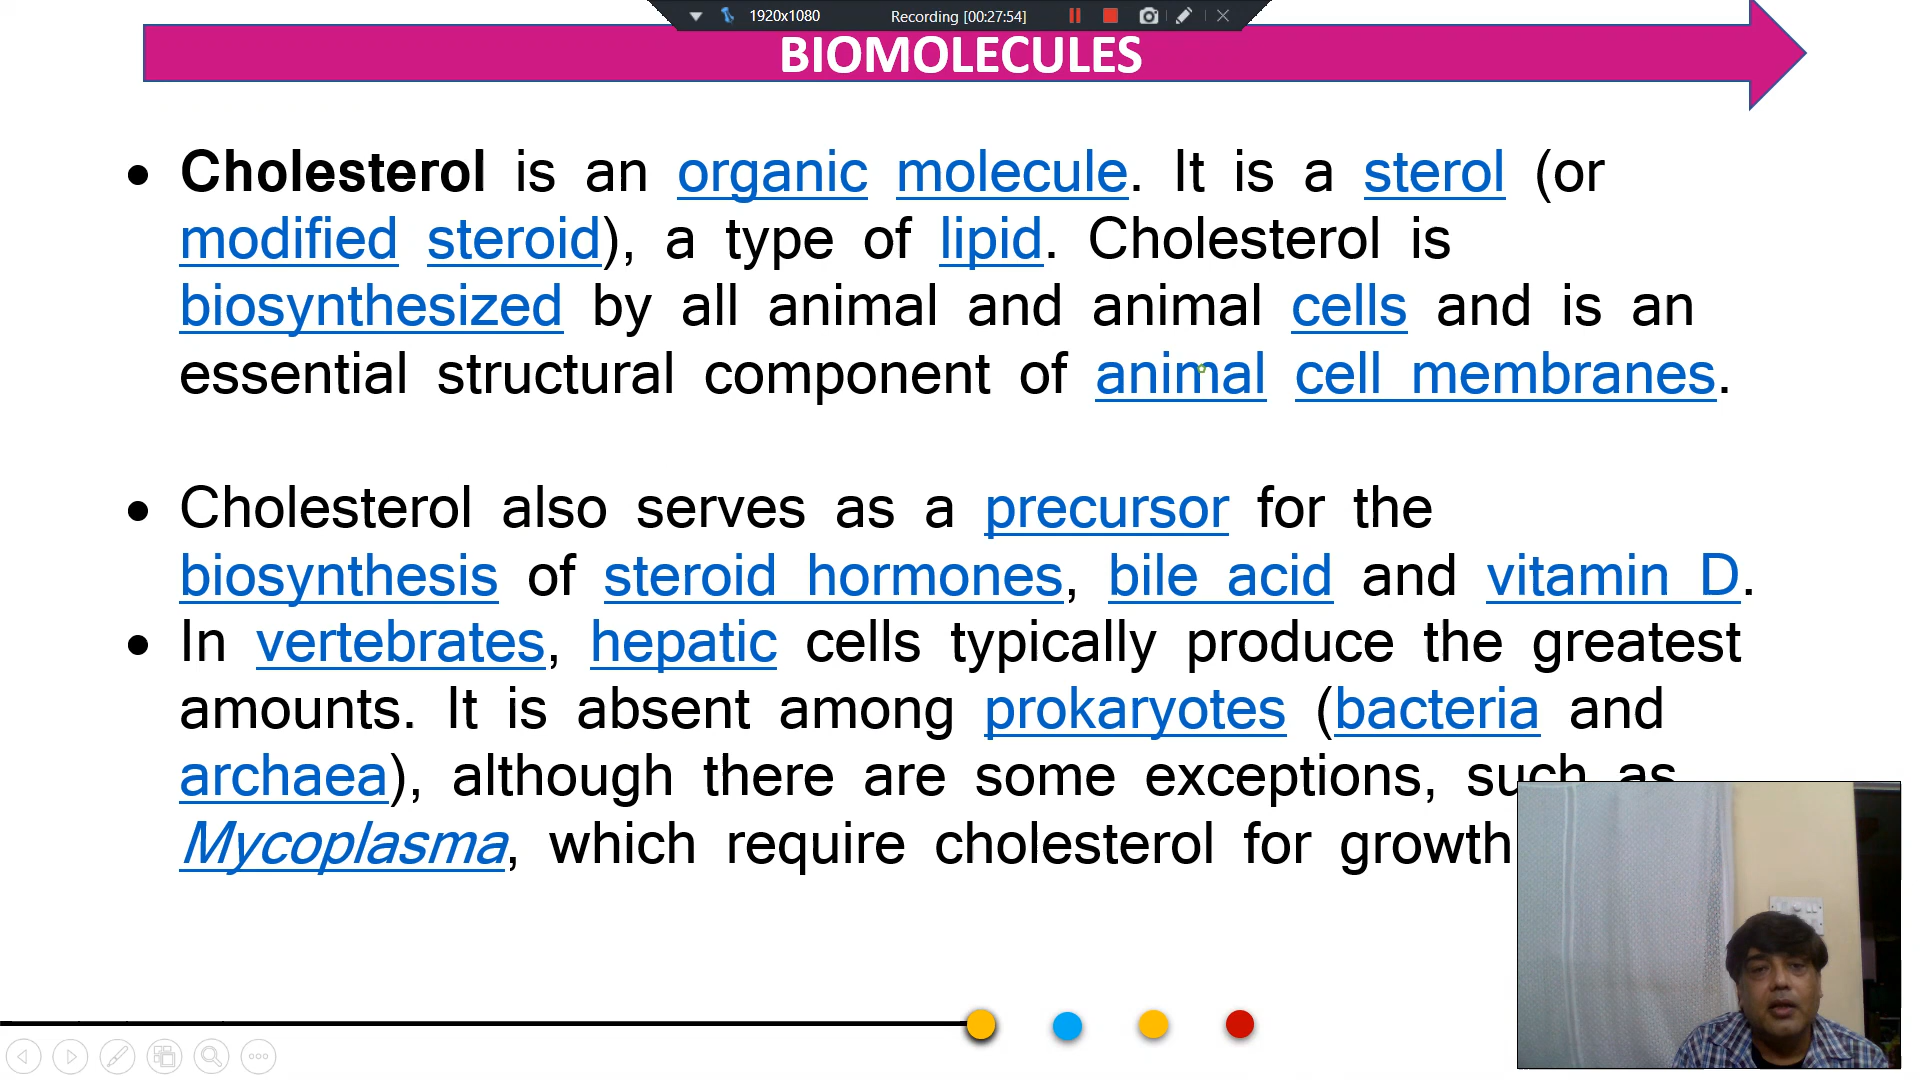 1920x1080 Recording [00:27:54]
BIOMOLECULES
• Cholesterol is an organic molecule. It is a sterol (or
modified steroid), a type of lipid. Cholesterol is
biosynthesized by all animal and animal cells and is an
essential structural component of animal cell membranes.
• Cholesterol also serves as a precursor for the
biosynthesis of steroid hormones, bile acid and vitamin D.
• In vertebrates, hepatic cells typically produce the greatest
amounts. It is absent among prokaryotes (bacteria and
archaea), although there are some exceptions, such as
Mycoplasma, which require cholesterol for growth